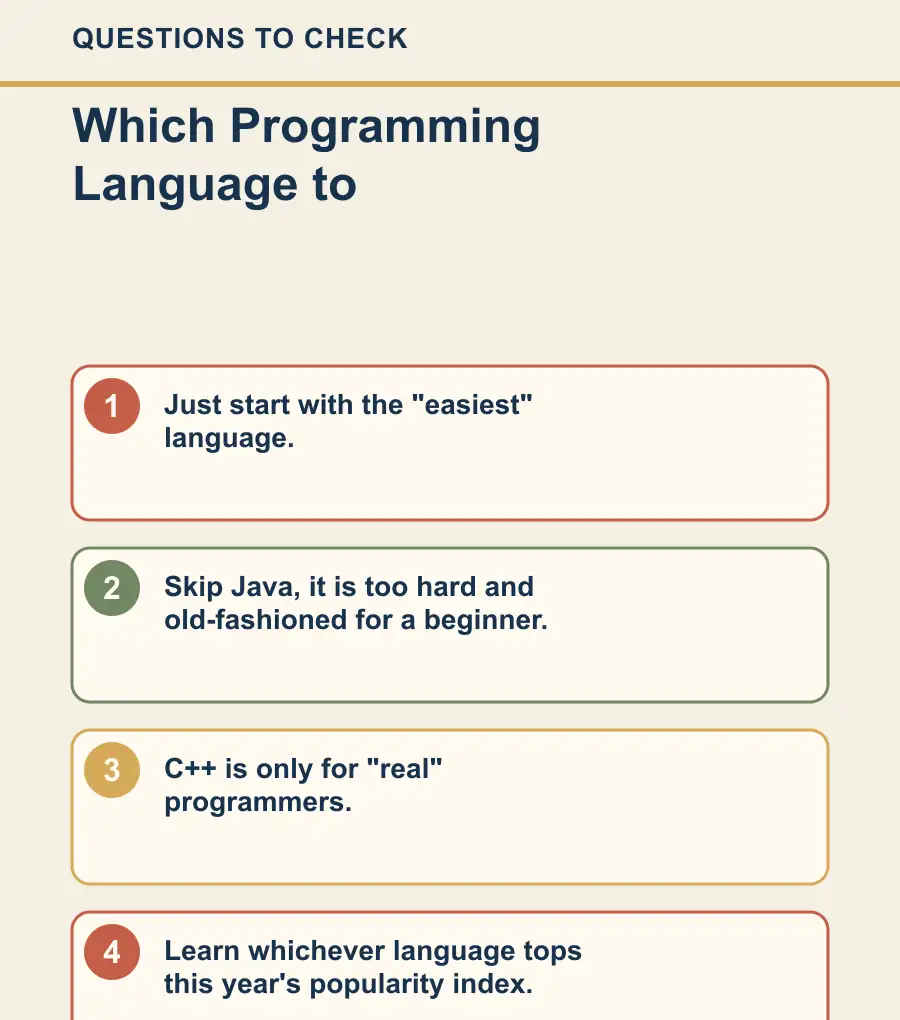 QUESTIONS TO CHECK
Which Programming
Language to
1
Just start with the "easiest"
language.
2
Skip Java, it is too hard and
old-fashioned for a beginner.
3
C++ is only for "real"
programmers.
4
Learn whichever language tops
this year's popularity index.